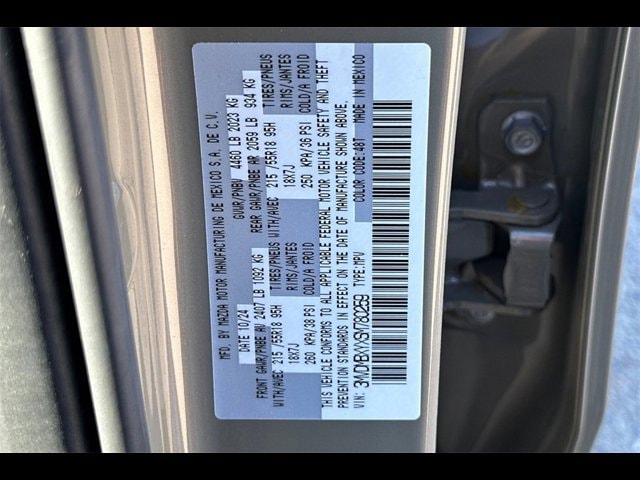 MFD. BY MAZDA MOTOR MANUFACTURING DE MEXICO S.A. DE C.V.
DATE 10/24 GVWR/PNBV 4460 LB 2023 KG
FRONT GAWR/PNBE AV 2407 LB 1092 KG REAR GAWR/PNBE AR 2059 LB 934 KG
WITH/AVEC 215/55R18 95H TIRES/PNEUS WITH/AVEC 215/55R18 95H TIRES/PNEUS
18X7J RIMS/JANTES 18X7J RIMS/JANTES
260 KPA/38 PSI COLD/A FROID 250 KPA/36 PSI COLD/A FROID
THIS VEHICLE CONFORMS TO ALL APPLICABLE FEDERAL MOTOR VEHICLE SAFETY AND THEFT
PREVENTION STANDARDS IN EFFECT ON THE DATE OF MANUFACTURE SHOWN ABOVE.
VIN: TYPE:MPV COLOR CODE:48T MADE IN MEXICO